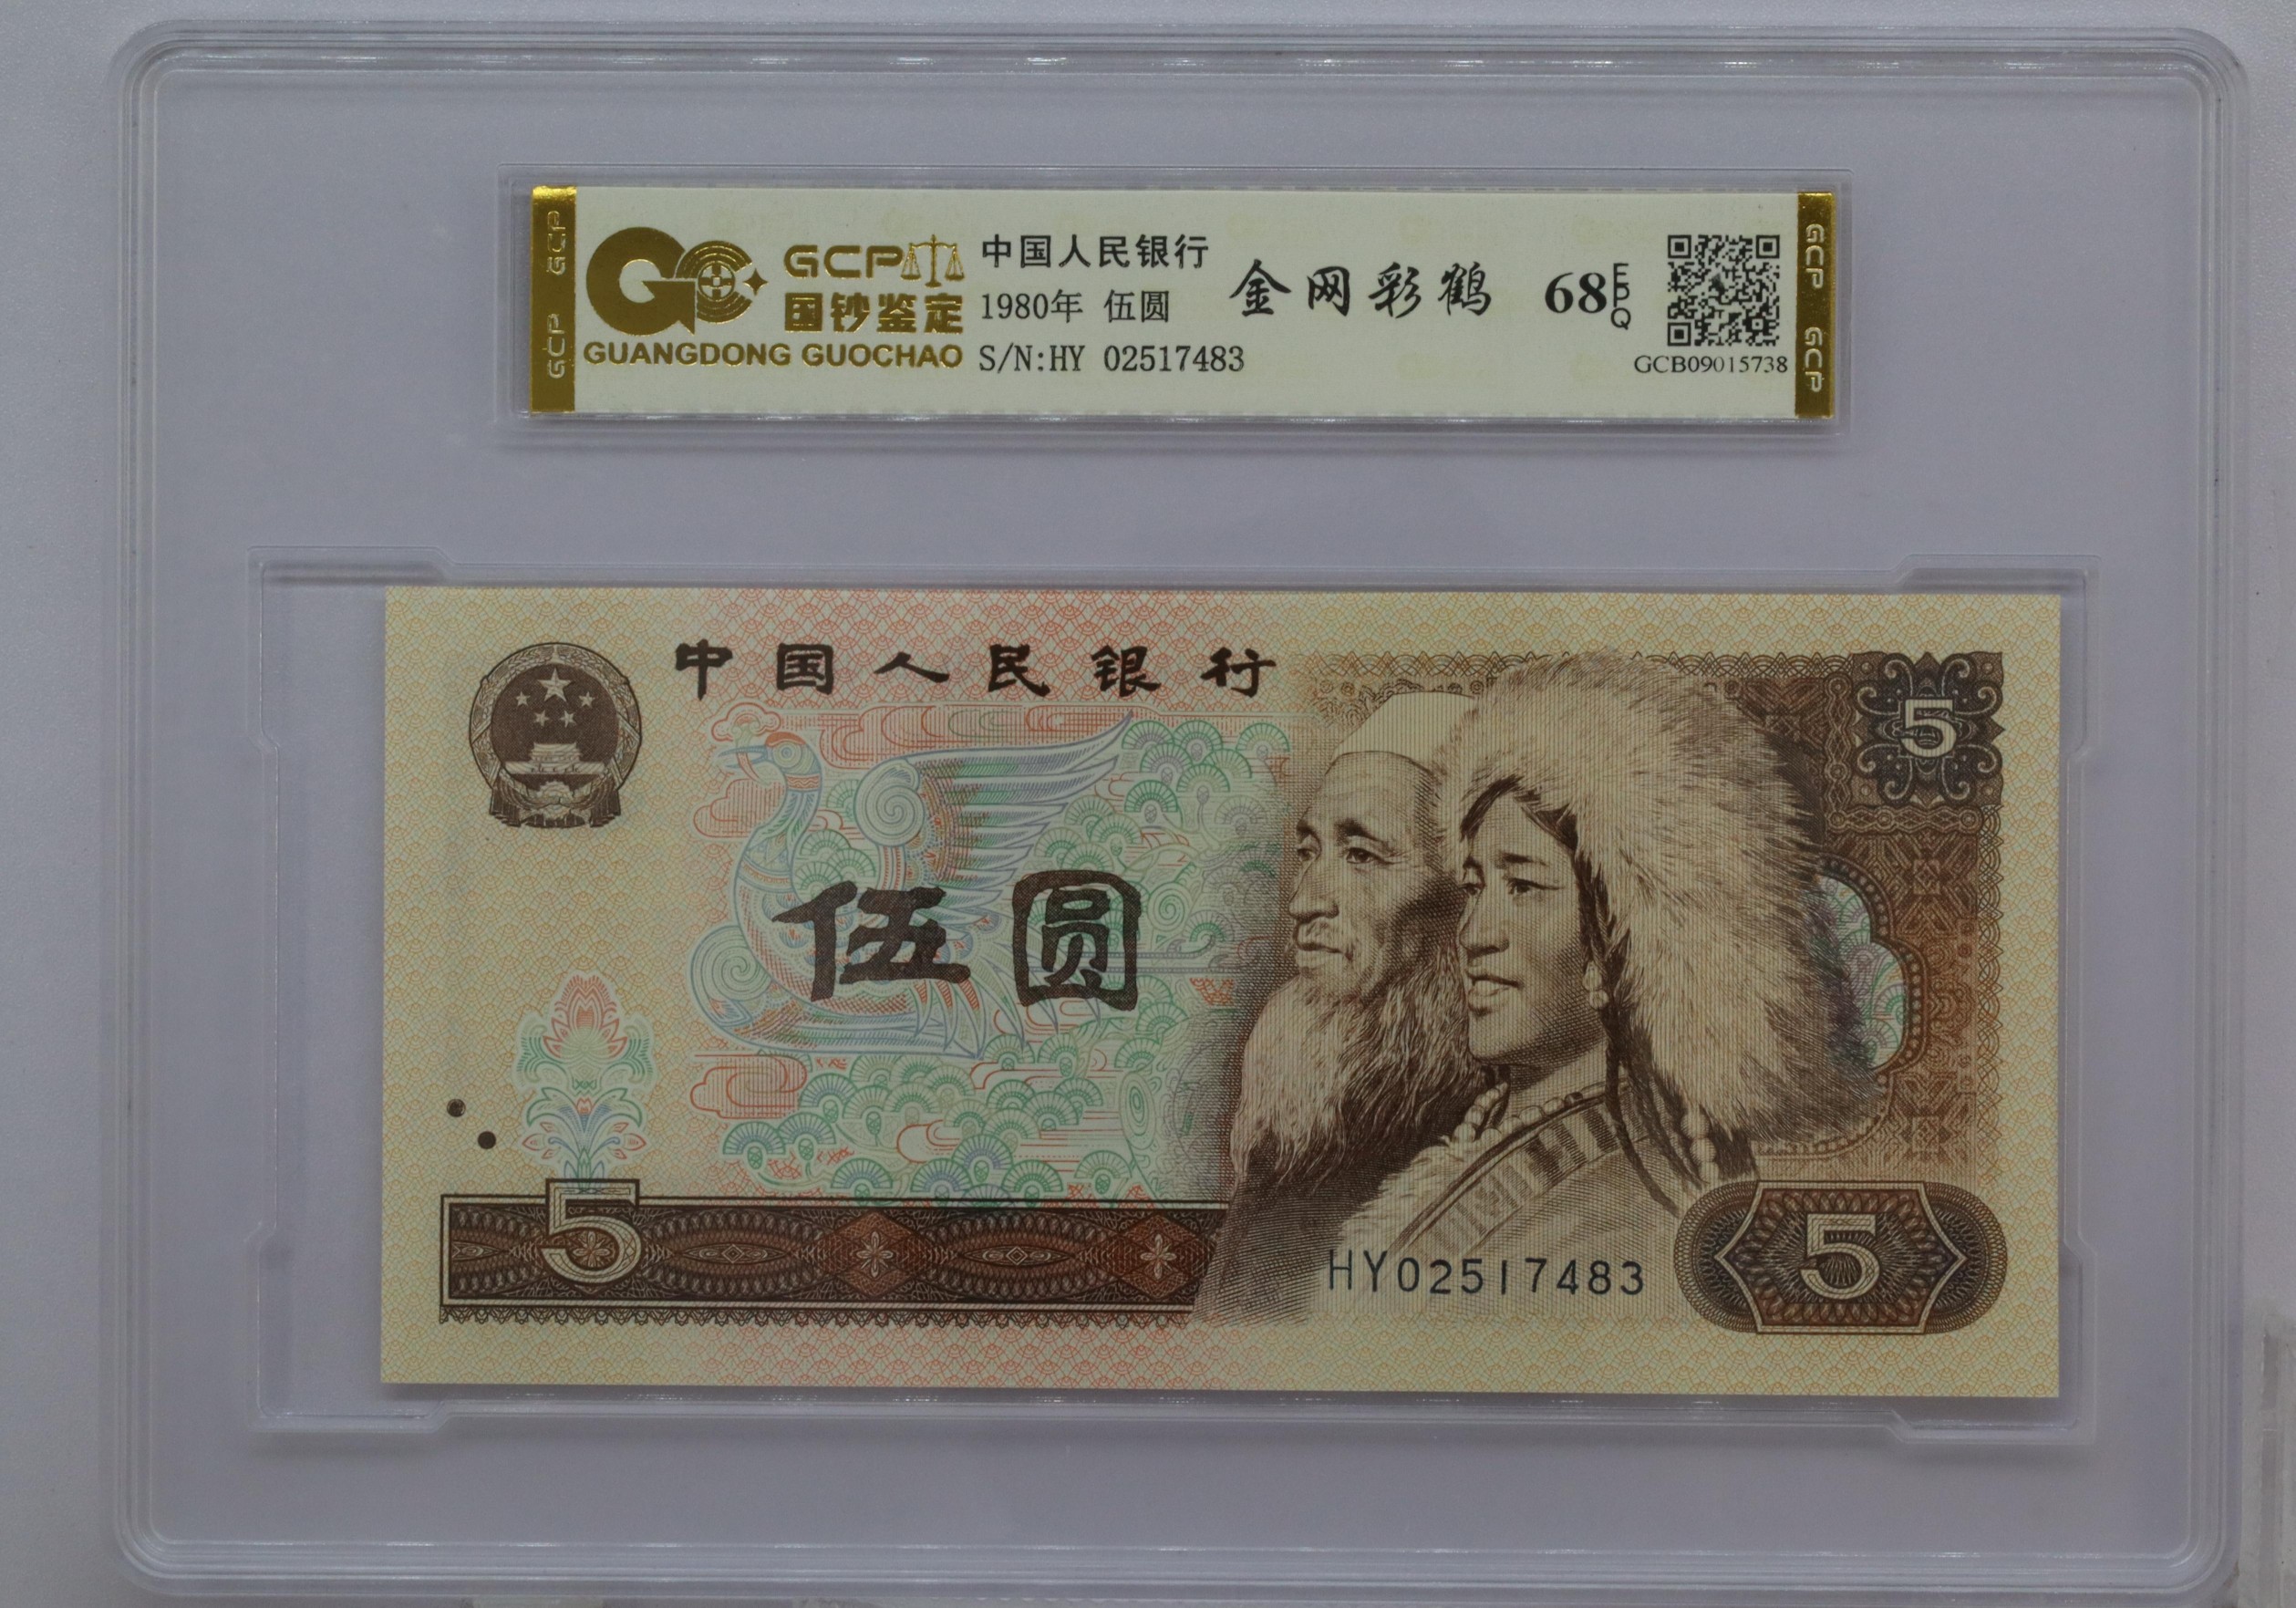 GCP GCP
GCP
国钞鉴定
GUANGDONG GUOCHAO
中国人民银行
1980年 伍圆
S/N:HY 02517483
金网彩鹤
68 EPQ
GCB09015738
GCP GCP
中国人民银行
5
伍圆
5
HY02517483
5